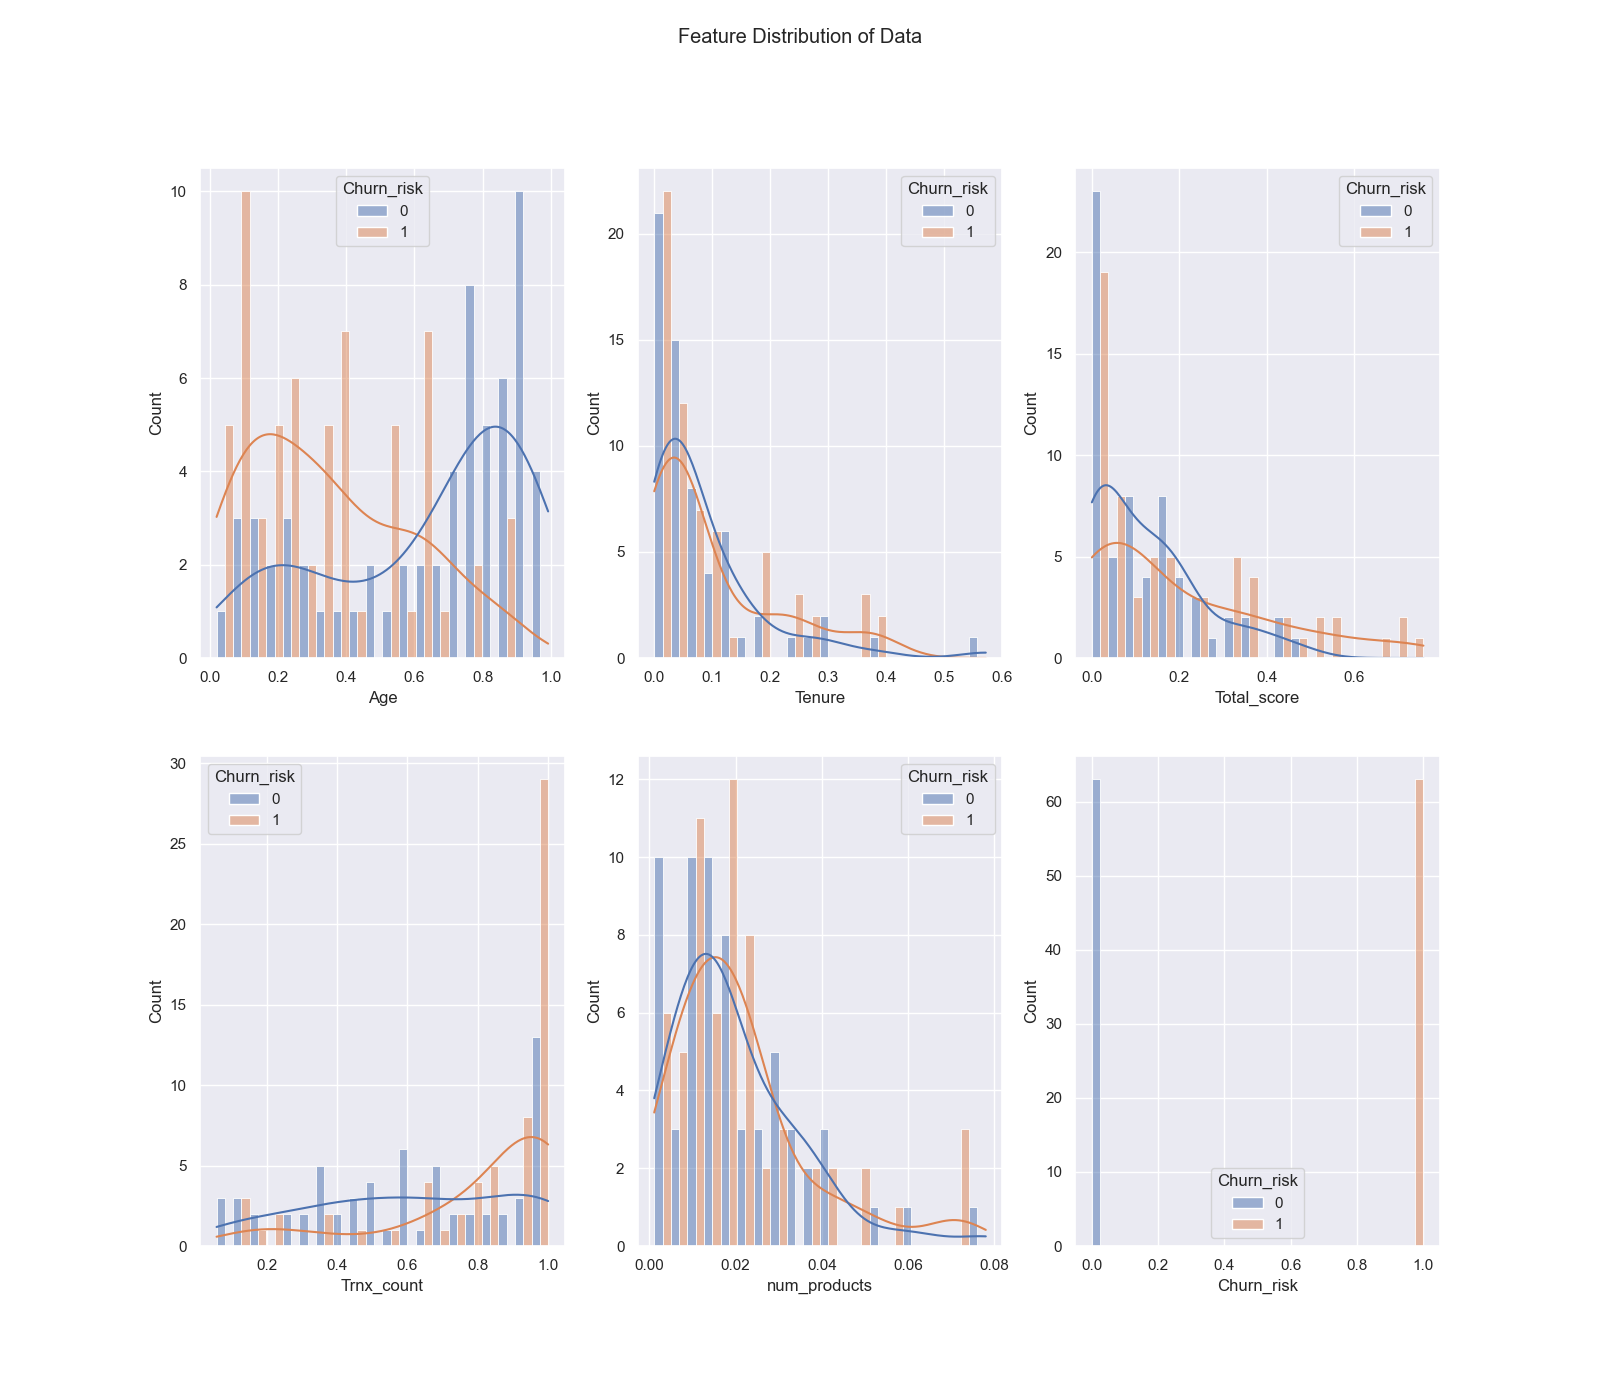 Feature Distribution of Data
Churn_risk
0
1
10
8
6
4
2
0
Count
0.0 0.2 0.4 0.6 0.8 1.0
Age
Churn_risk
0
1
20
15
10
5
0
Count
0.0 0.1 0.2 0.3 0.4 0.5 0.6
Tenure
Churn_risk
0
1
20
15
10
5
0
Count
0.0 0.2 0.4 0.6
Total_score
Churn_risk
0
1
30
25
20
15
10
5
0
Count
0.2 0.4 0.6 0.8 1.0
Trnx_count
Churn_risk
0
1
12
10
8
6
4
2
0
Count
0.00 0.02 0.04 0.06 0.08
num_products
60
50
40
30
20
10
0
Count
Churn_risk
0
1
0.0 0.2 0.4 0.6 0.8 1.0
Churn_risk